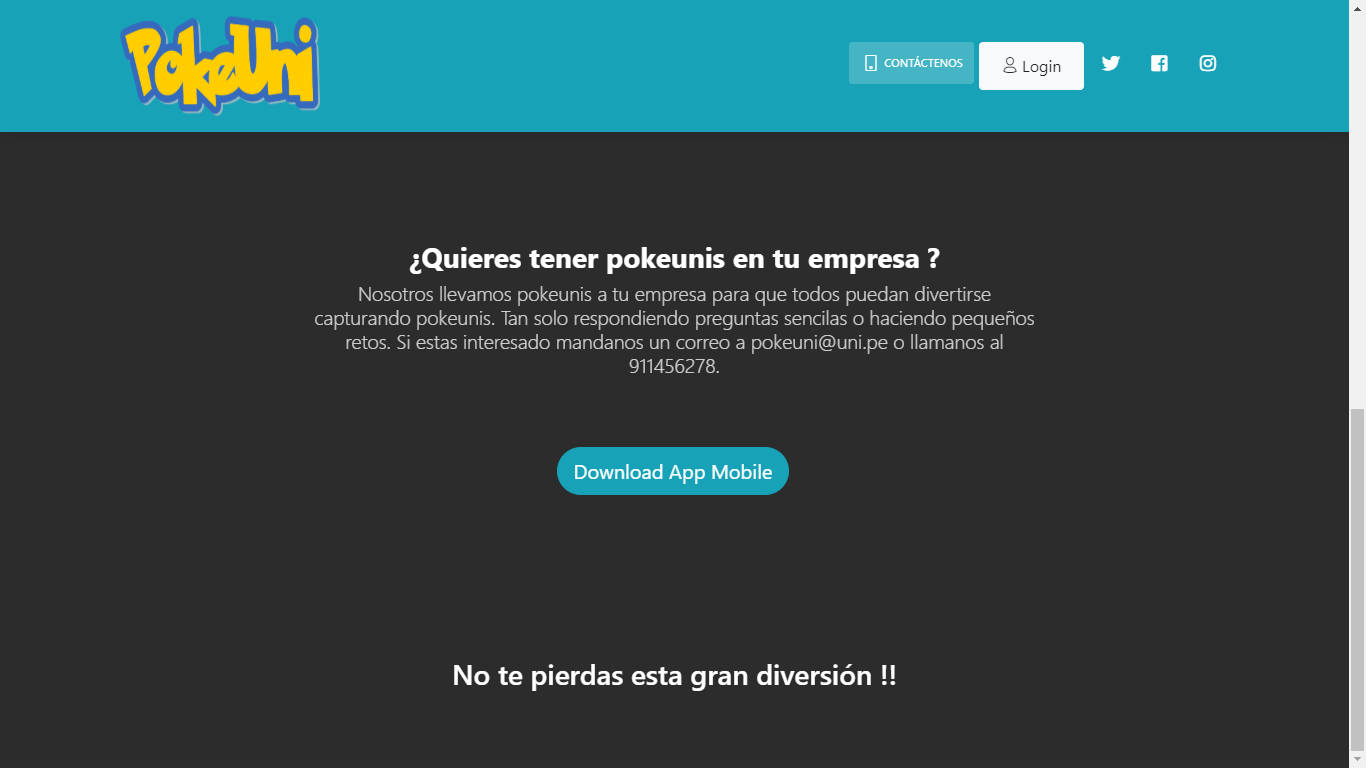 PokeUni
CONTÁCTENOS
Login
¿Quieres tener pokeunis en tu empresa ?
Nosotros llevamos pokeunis a tu empresa para que todos puedan divertirse
capturando pokeunis. Tan solo respondiendo preguntas sencilas o haciendo pequeños
retos. Si estas interesado mandanos un correo a pokeuni@uni.pe o llamanos al
911456278.
Download App Mobile
No te pierdas esta gran diversión !!